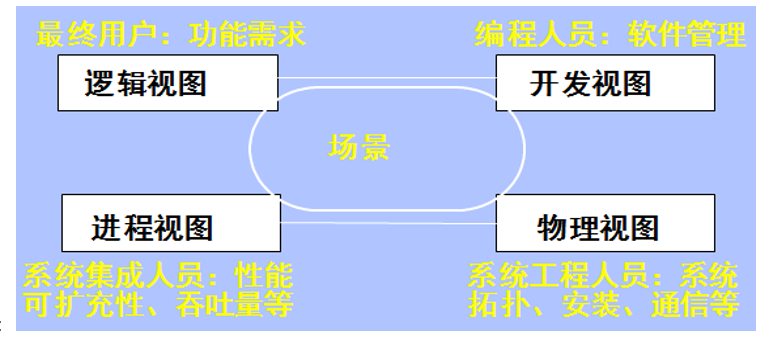 最终用户：功能需求
编程人员：软件管理
逻辑视图
开发视图
场景
进程视图
物理视图
系统集成人员：性能
可扩充性、吞吐量等
系统工程人员：系统
拓扑、安装、通信等